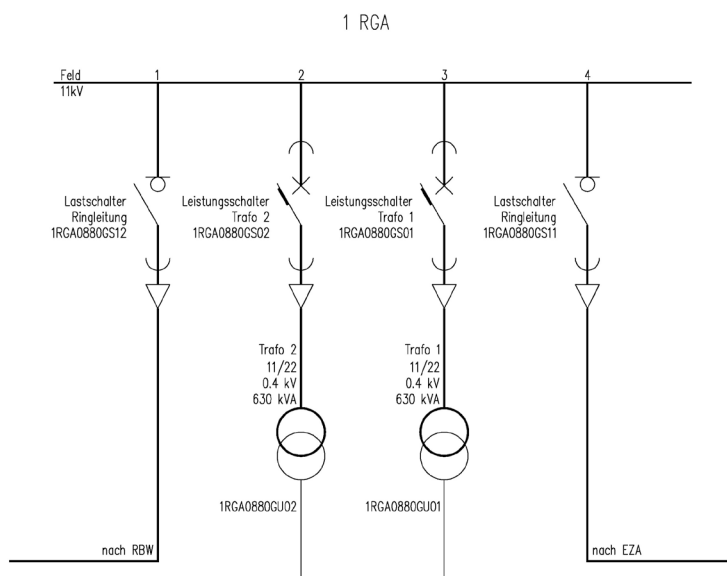 1 RGA
Feld 1 2 3 4
11kV
Lastschalter
Ringleitung
1RGA0880GS12
Leistungsschalter
Trafo 2
1RGA0880GS02
Leistungsschalter
Trafo 1
1RGA0880GS01
Lastschalter
Ringleitung
1RGA0880GS11
Trafo 2
11/22
0.4 kV
630 kVA
Trafo 1
11/22
0.4 kV
630 kVA
1RGA0880GU02
1RGA0880GU01
nach RBW
nach EZA